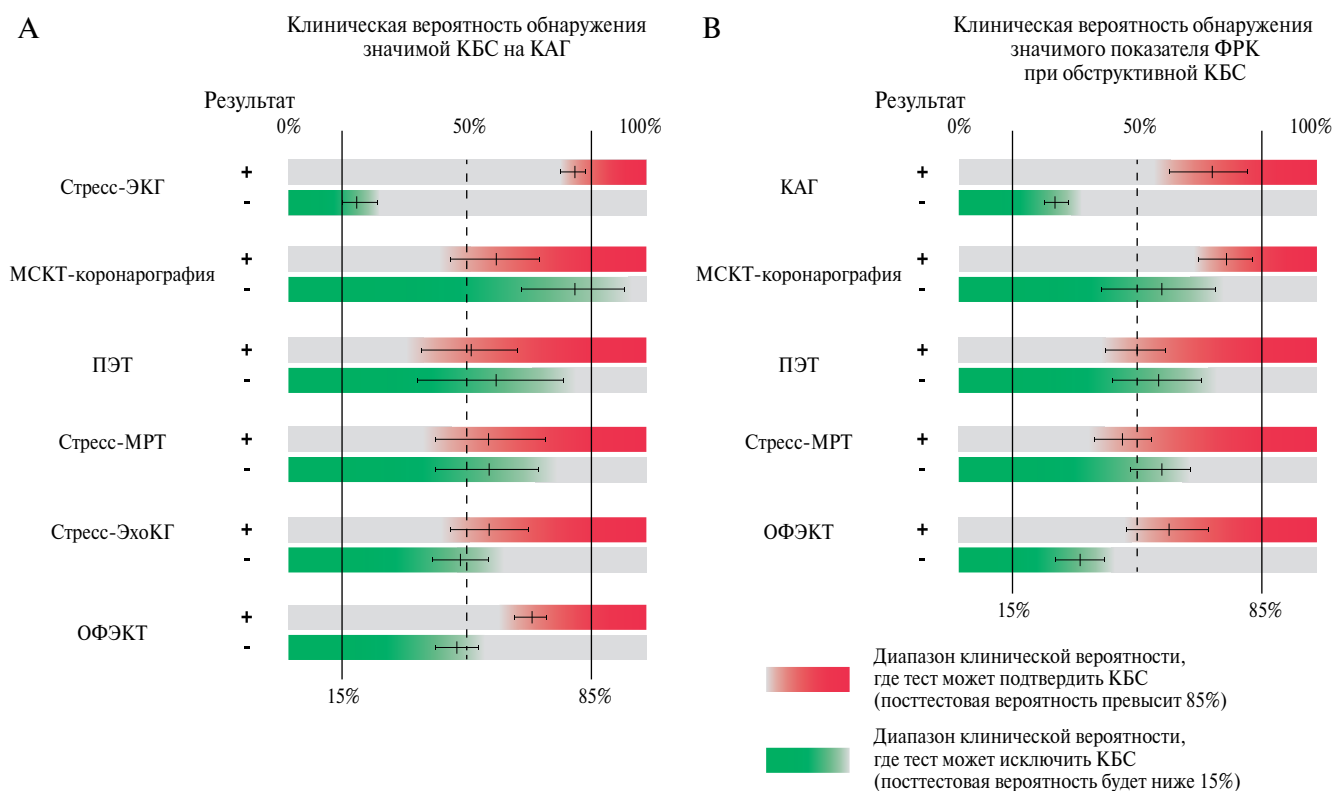 А
Клиническая вероятность обнаружения
значимой КБС на КАГ
Результат
0% 50% 100%
Стресс-ЭКГ + -
МСКТ-коронарография + -
ПЭТ + -
Стресс-МРТ + -
Стресс-ЭхоКГ + -
ОФЭКТ + -
15% 85%
В
Клиническая вероятность обнаружения
значимого показателя ФРК
при обструктивной КБС
Результат
0% 50% 100%
КАГ + -
МСКТ-коронарография + -
ПЭТ + -
Стресс-МРТ + -
ОФЭКТ + -
15% 85%
Диапазон клинической вероятности,
где тест может подтвердить КБС
(посттестовая вероятность превысит 85%)
Диапазон клинической вероятности,
где тест может исключить КБС
(посттестовая вероятность будет ниже 15%)